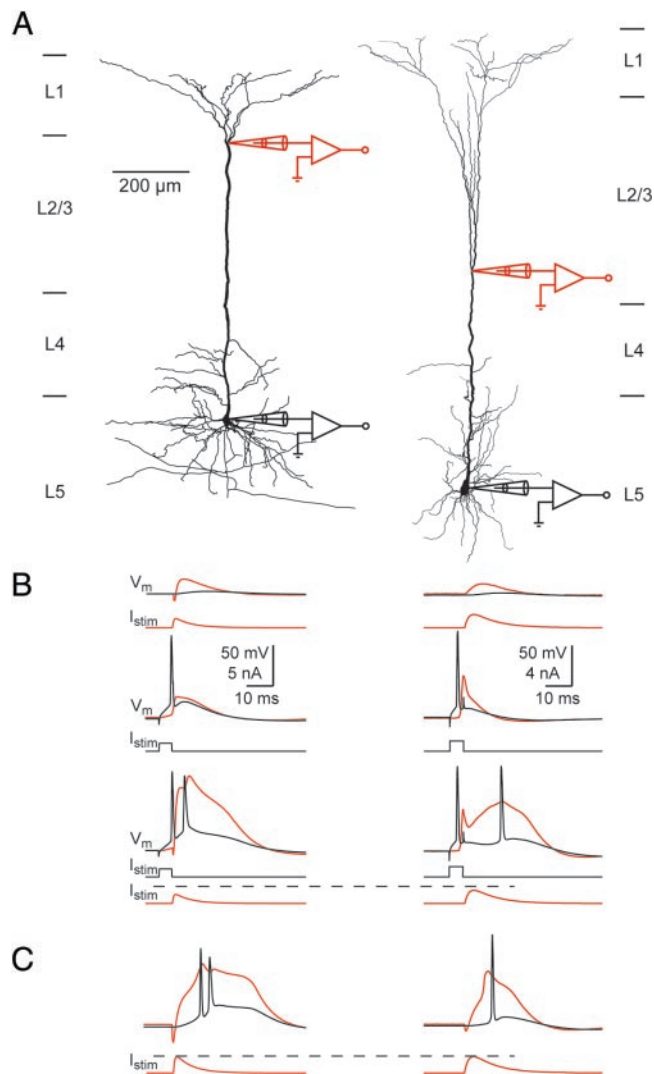 A
L1
L2/3
L4
L5
200 µm
L1
L2/3
L4
L5
B
Vm
Istim
50 mV
5 nA
10 ms
50 mV
4 nA
10 ms
Vm
Istim
Vm
Istim
Istim
C
Istim